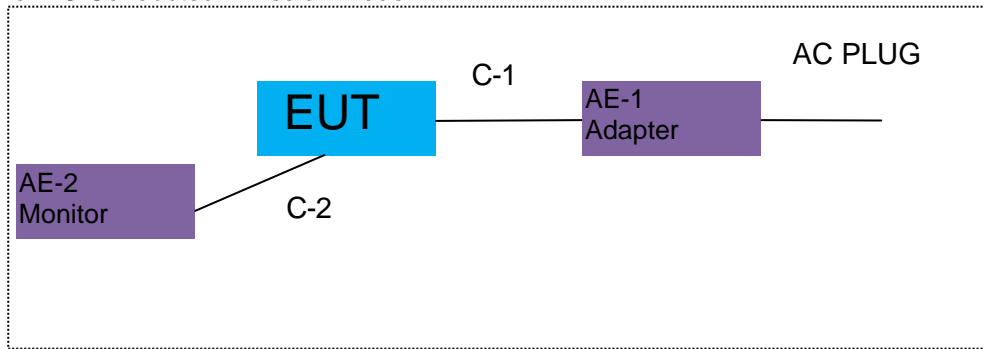 AC PLUG
C-1
EUT
AE-1
Adapter
AE-2
Monitor
C-2